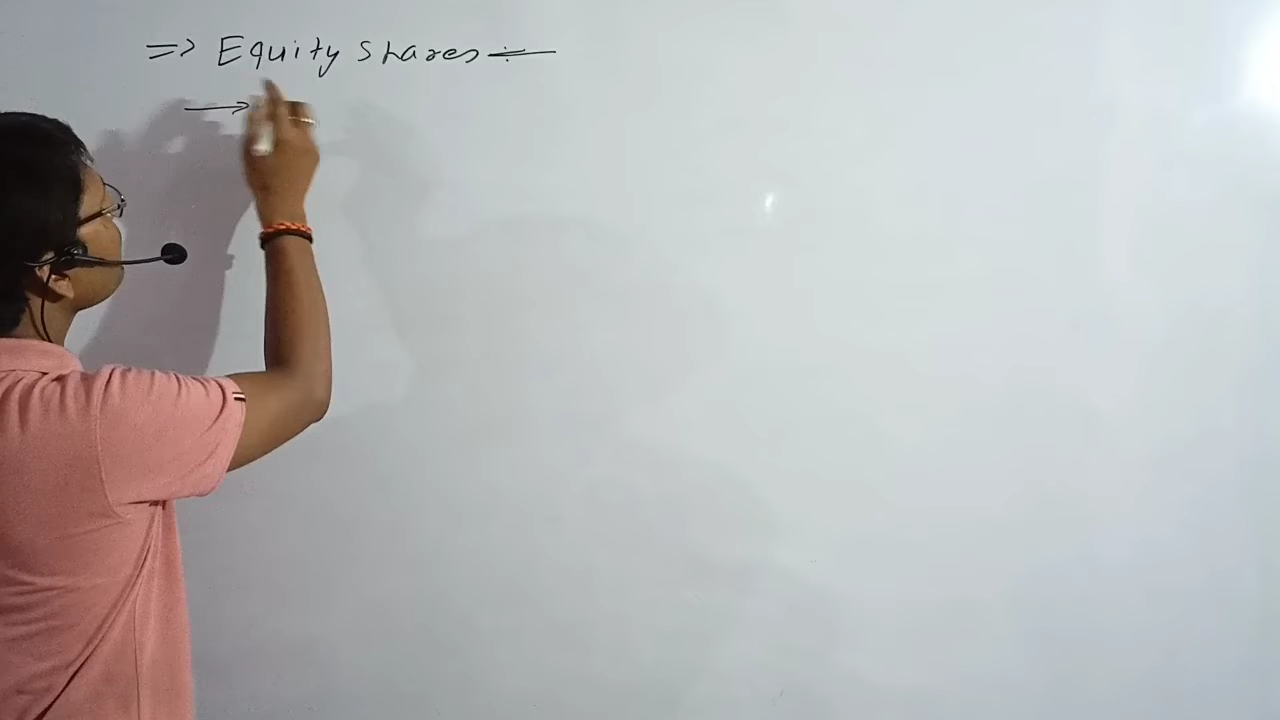 ⇒ Equity shares ÷
→